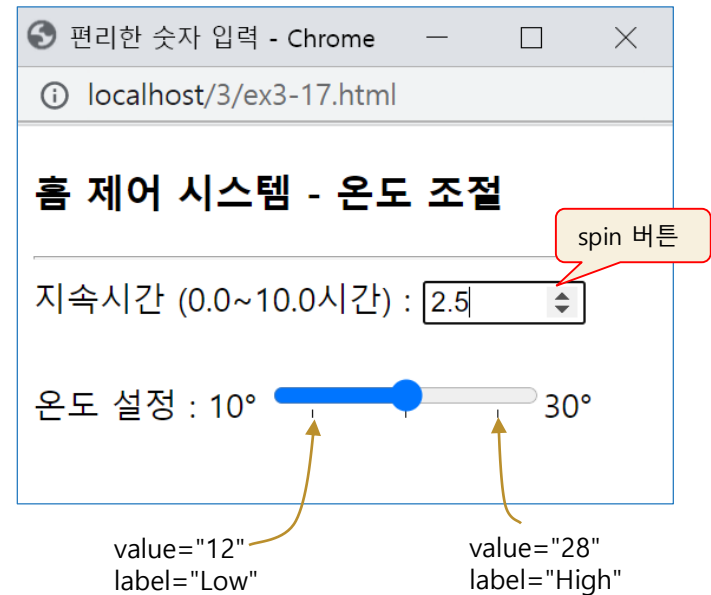 편리한 숫자 입력 - Chrome
localhost/3/ex3-17.html
홈 제어 시스템 - 온도 조절
spin 버튼
지속시간 (0.0~10.0시간) : 2.5
온도 설정 : 10° 30°
value="12"
label="Low"
value="28"
label="High"